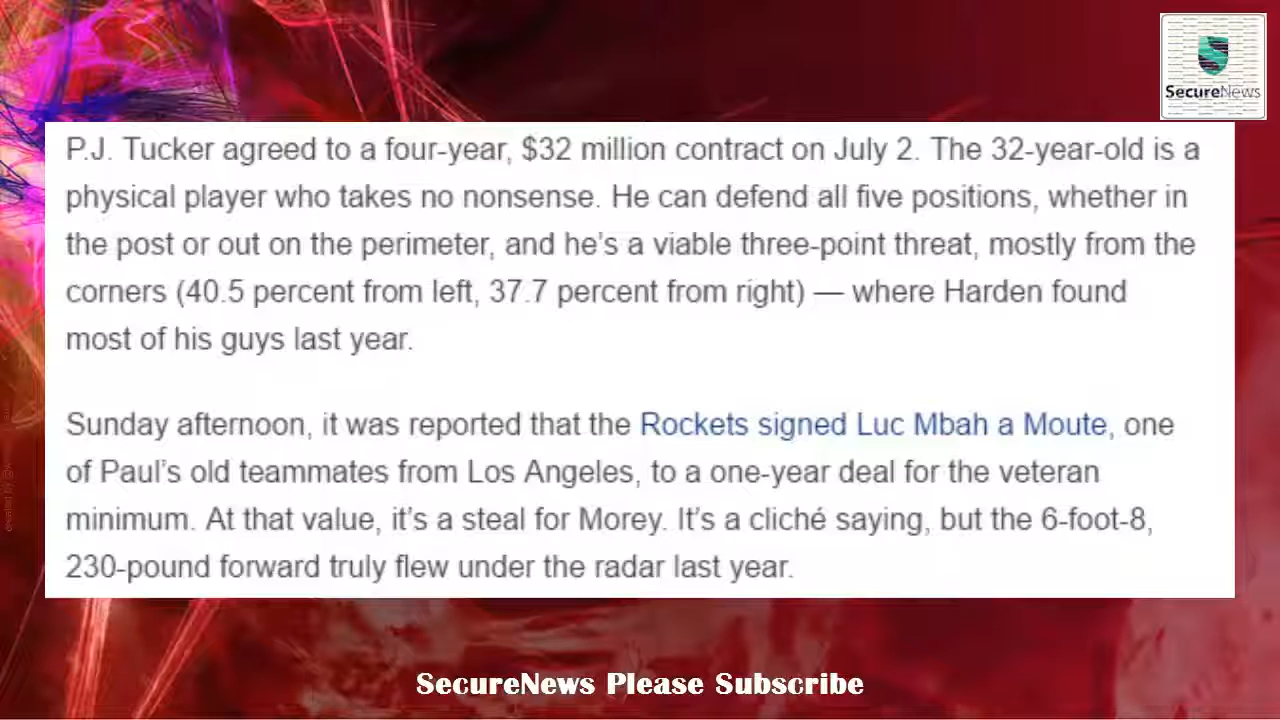 SecureNews
P.J. Tucker agreed to a four-year, $32 million contract on July 2. The 32-year-old is a
physical player who takes no nonsense. He can defend all five positions, whether in
the post or out on the perimeter, and he's a viable three-point threat, mostly from the
corners (40.5 percent from left, 37.7 percent from right) — where Harden found
most of his guys last year.
Sunday afternoon, it was reported that the Rockets signed Luc Mbah a Moute, one
of Paul's old teammates from Los Angeles, to a one-year deal for the veteran
minimum. At that value, it's a steal for Morey. It's a cliché saying, but the 6-foot-8,
230-pound forward truly flew under the radar last year.
created by
SecureNews Please Subscribe